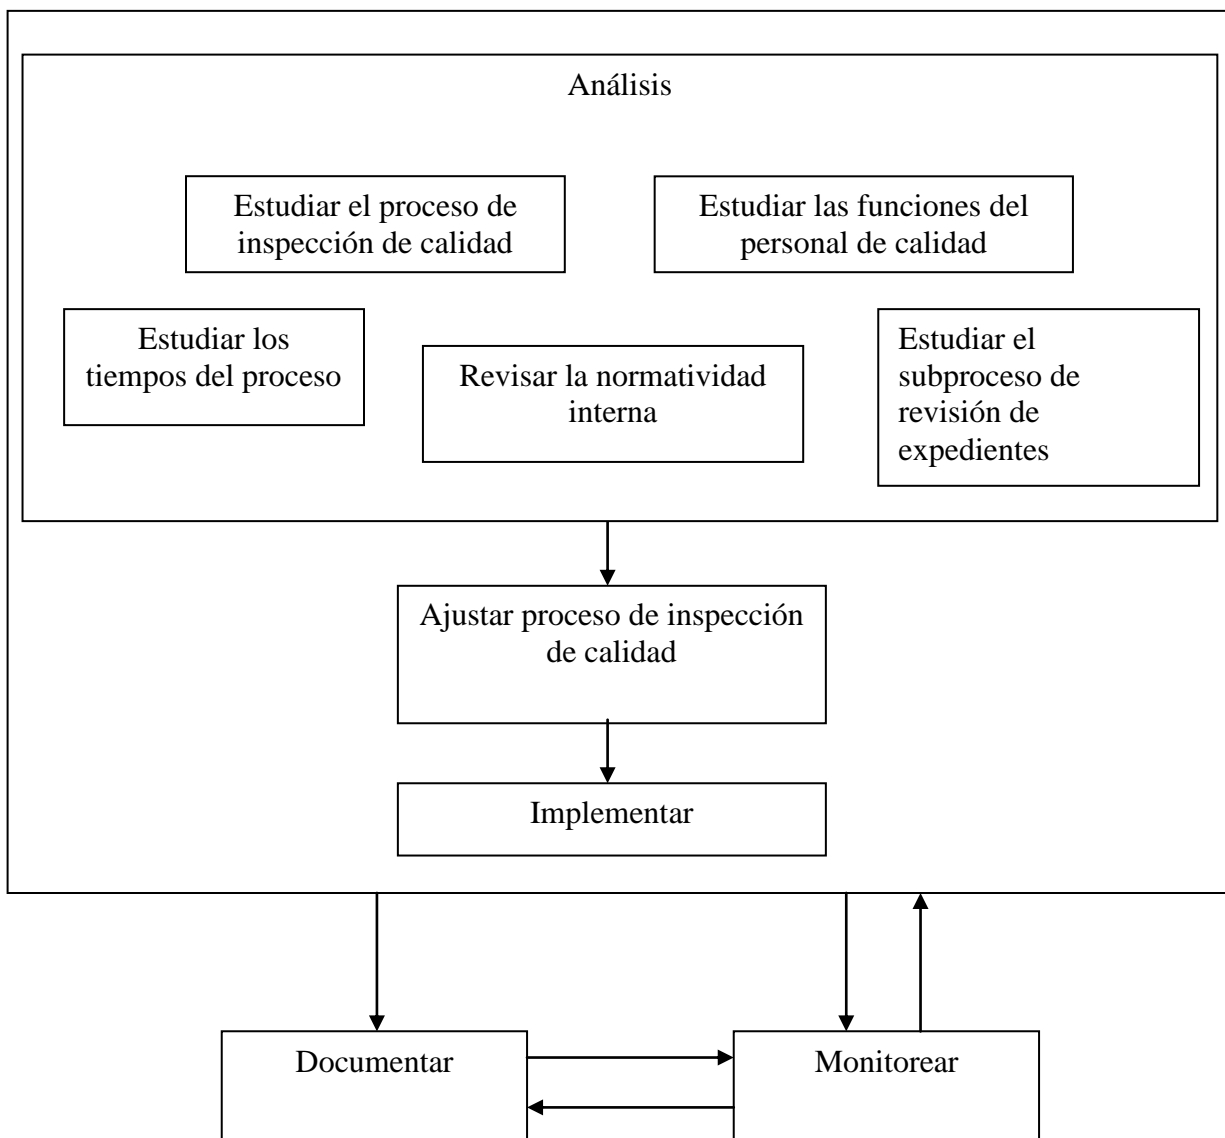 Análisis
Estudiar el proceso de
inspección de calidad
Estudiar las funciones del
personal de calidad
Estudiar los
tiempos del proceso
Revisar la normatividad
interna
Estudiar el
subproceso de
revisión de
expedientes
Ajustar proceso de inspección
de calidad
Implementar
Documentar
Monitorear